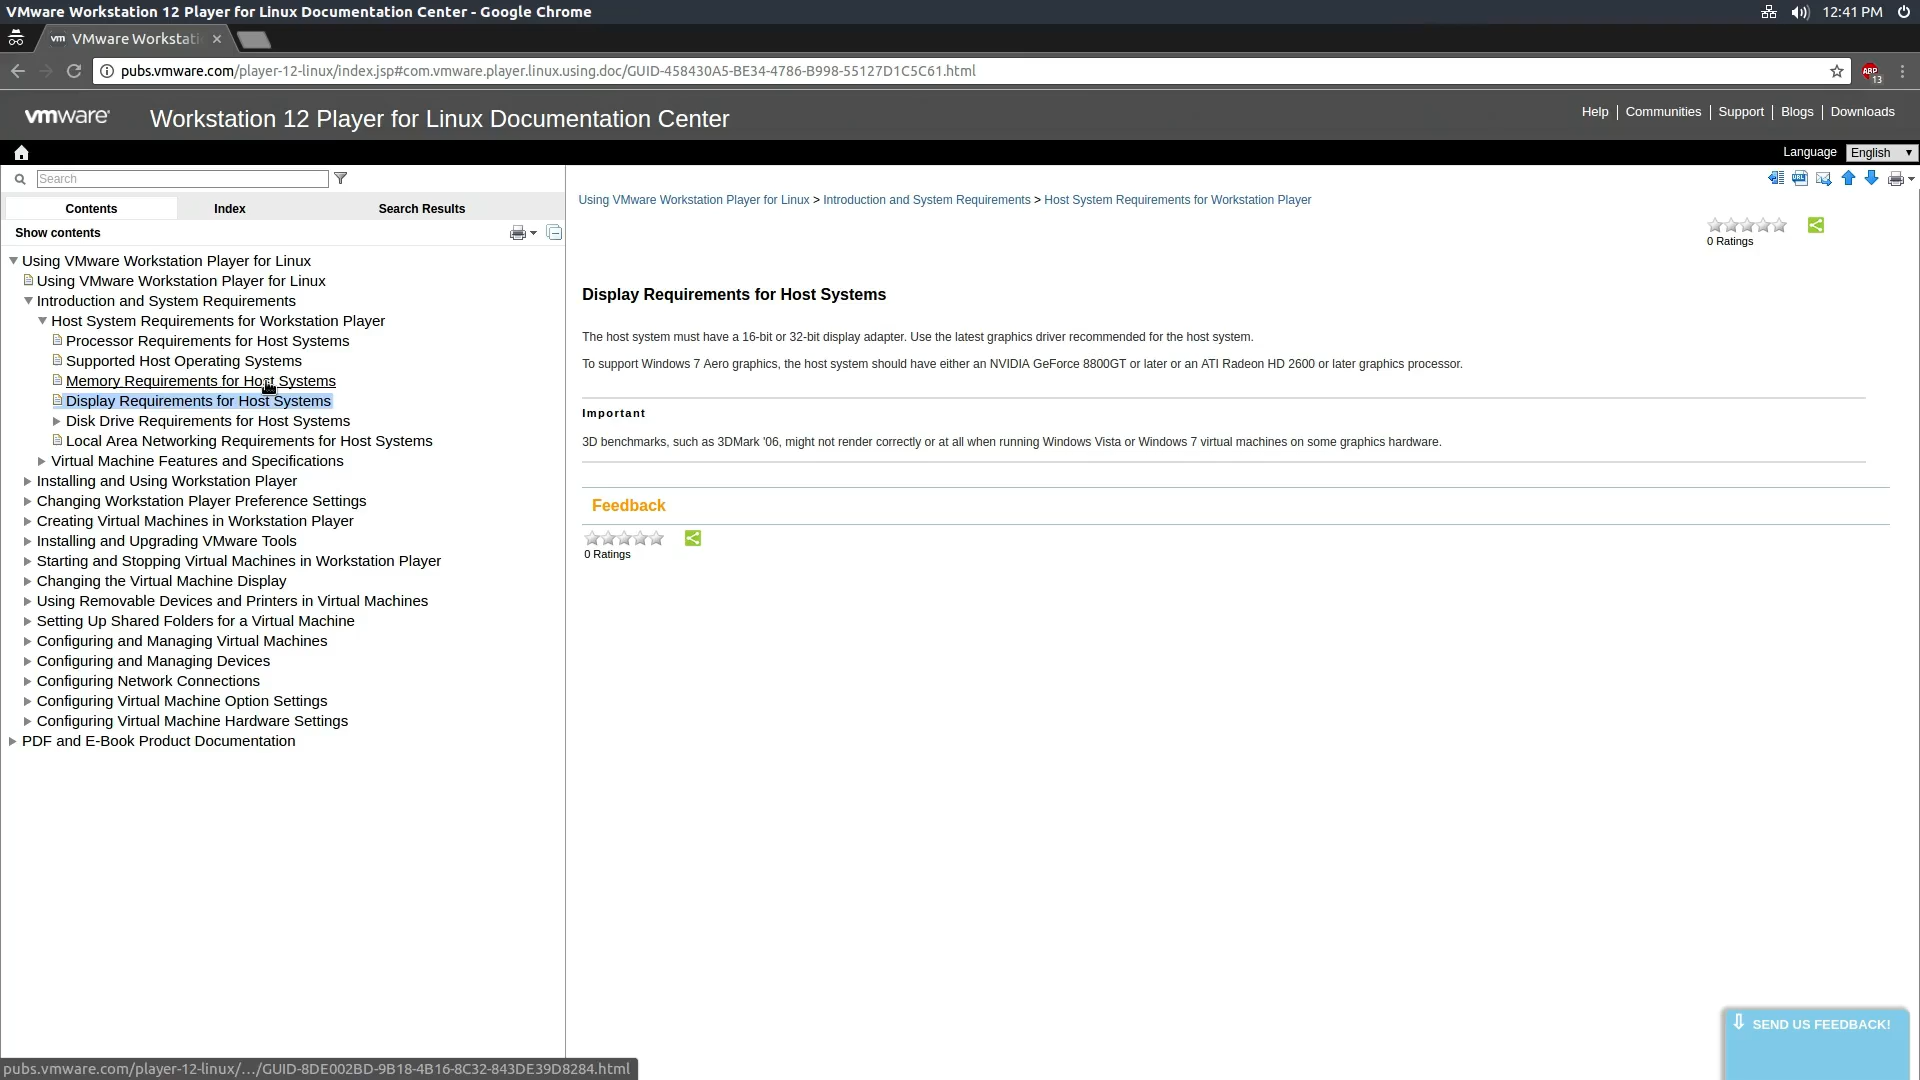 VMware Workstation 12 Player for Linux Documentation Center - Google Chrome
12:41 PM
vm VMware Workstati
pubs.vmware.com/player-12-linux/index.jsp#com.vmware.player.linux.using.doc/GUID-458430A5-BE34-4786-B998-55127D1C5C61.html
ABP 13
vmware Workstation 12 Player for Linux Documentation Center
Help | Communities | Support | Blogs | Downloads
Language English
Search
Contents Index Search Results
Show contents
Using VMware Workstation Player for Linux
Using VMware Workstation Player for Linux
Introduction and System Requirements
Host System Requirements for Workstation Player
Processor Requirements for Host Systems
Supported Host Operating Systems
Memory Requirements for Host Systems
Display Requirements for Host Systems
Disk Drive Requirements for Host Systems
Local Area Networking Requirements for Host Systems
Virtual Machine Features and Specifications
Installing and Using Workstation Player
Changing Workstation Player Preference Settings
Creating Virtual Machines in Workstation Player
Installing and Upgrading VMware Tools
Starting and Stopping Virtual Machines in Workstation Player
Changing the Virtual Machine Display
Using Removable Devices and Printers in Virtual Machines
Setting Up Shared Folders for a Virtual Machine
Configuring and Managing Virtual Machines
Configuring and Managing Devices
Configuring Network Connections
Configuring Virtual Machine Option Settings
Configuring Virtual Machine Hardware Settings
PDF and E-Book Product Documentation
Using VMware Workstation Player for Linux > Introduction and System Requirements > Host System Requirements for Workstation Player
0 Ratings
Display Requirements for Host Systems
The host system must have a 16-bit or 32-bit display adapter. Use the latest graphics driver recommended for the host system.
To support Windows 7 Aero graphics, the host system should have either an NVIDIA GeForce 8800GT or later or an ATI Radeon HD 2600 or later graphics processor.
Important
3D benchmarks, such as 3DMark '06, might not render correctly or at all when running Windows Vista or Windows 7 virtual machines on some graphics hardware.
Feedback
0 Ratings
SEND US FEEDBACK!
pubs.vmware.com/player-12-linux/.../GUID-8DE002BD-9B18-4B16-8C32-843DE39D8284.html